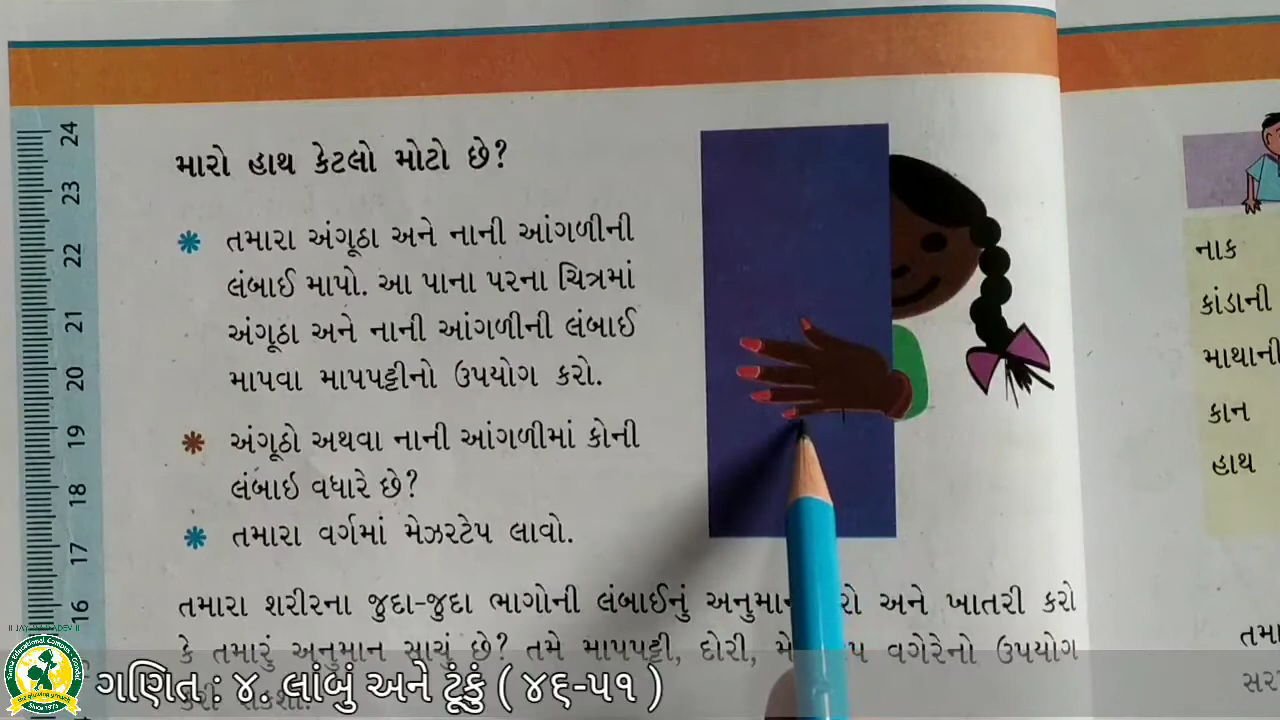 મારો હાથ કેટલો મોટો છે?
તમારા અંગૂઠા અને નાની આંગળીની
લંબાઈ માપો. આ પાના પરના ચિત્રમાં
અંગૂઠા અને નાની આંગળીની લંબાઈ
માપવા માપપટ્ટીનો ઉપયોગ કરો.
અંગૂઠો અથવા નાની આંગળીમાં કોની
લંબાઇ વધારે છે?
તમારા વર્ગમાં મેઝરટેપ લાવો.
તમારા શરીરના જુદા-જુદા ભાગોની લંબાઈનું અને ખાતરી કરો
કે તમારું અનુમાન સાચું છે? તમે માપપટ્ટી, દોરી, વગેરેનો ઉપયોગ
24
23
22
21
20
19
18
17
16
નાક
કાંડાની
માથાની
કાન
હાથ
ગણિત : ૪. લાંબું અને ટૂંકું ( ૪૬-૫૧ )